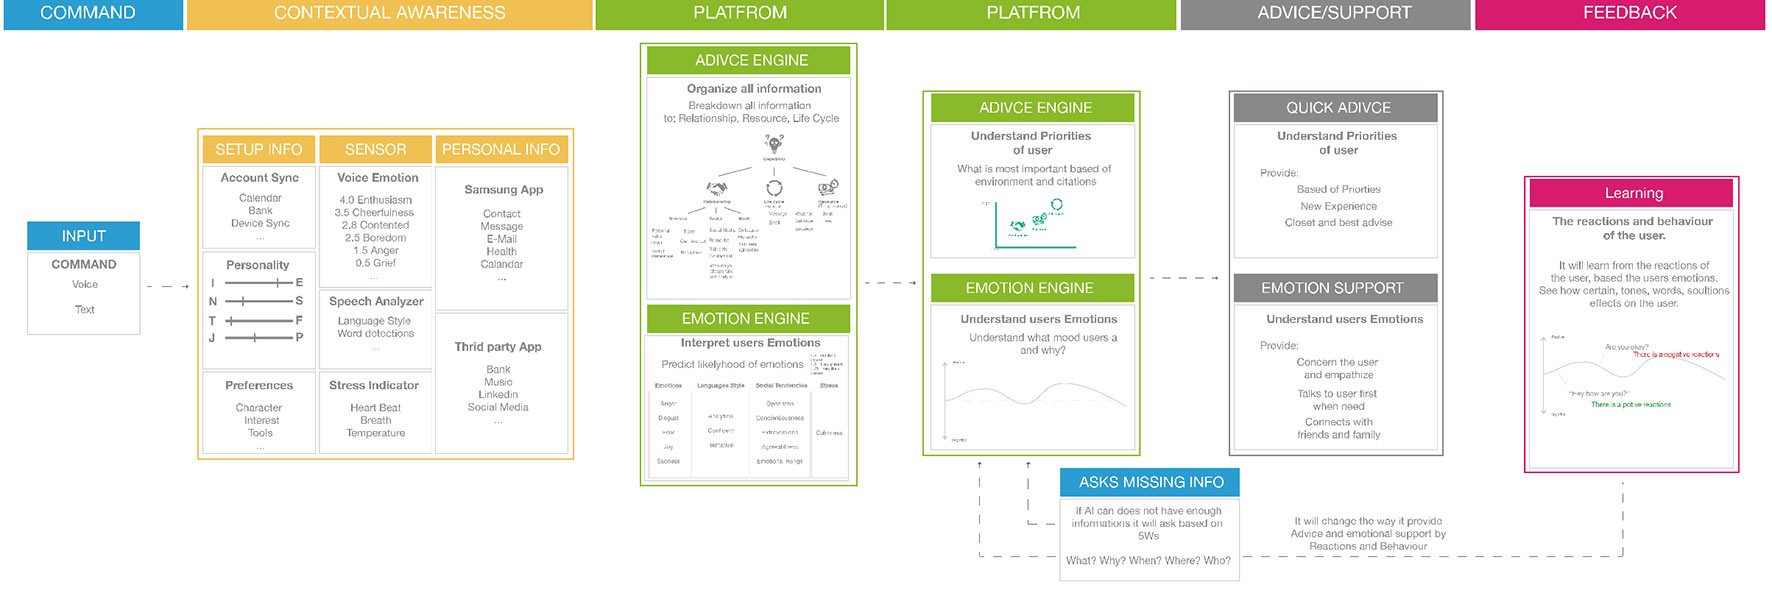 COMMAND
CONTEXTUAL AWARENESS
PLATFROM
PLATFROM
ADVICE/SUPPORT
FEEDBACK
INPUT
COMMAND
Voice
Text
SETUP INFO
Account Sync
Calendar
Bank
Device Sync
...
Personality
I E
N S
T F
J P
Preferences
Character
Interest
Tools
...
SENSOR
Voice Emotion
4.0 Enthusiasm
3.5 Cheerfulness
2.8 Contented
2.5 Boredom
1.5 Anger
0.5 Grief
...
Speech Analyzer
Language Style
Word detections
...
Stress Indicator
Heart Beat
Breath
Temperature
PERSONAL INFO
Samsung App
Contact
Message
E-Mail
Health
Calandar
...
Thrid party App
Bank
Music
Linkedin
Social Media
...
ADIVCE ENGINE
Organize all information
Breakdown all information
to; Relationship, Resource, Life Cycle
Capability
Relationship
Life cycle
Resource
EMOTION ENGINE
Interpret users Emotions
Predict likelyhood of emotions
Emotions
Languages Style
Social Tendencies
Stress
Anger
Disgust
Fear
Joy
Sadness
Analytical
Confident
Tentative
Openness
Concientiousness
Extraversions
Agreeableness
Emotional Range
ADIVCE ENGINE
Understand Priorities
of user
What is most important based of
environment and citations
EMOTION ENGINE
Understand users Emotions
Understand what mood users a
and why?
ASKS MISSING INFO
If AI can does not have enough
informations it will ask based on
5Ws
What? Why? When? Where? Who?
QUICK ADIVCE
Understand Priorities
of user
Provide:
Based of Priorties
New Experience
Closet and best advise
EMOTION SUPPORT
Understand users Emotions
Provide:
Concern the user
and empathize
Talks to user first
when need
Connects with
friends and family
It will change the way it provide
Advice and emotional support by
Reactions and Behaviour
Learning
The reactions and behaviour
of the user.
It will learn from the reactions of
the user, based the users emotions.
See how certain, tones, words, soultions
effects on the user.
Are you okay?
There is a negative reactions
"Hey how are you?"
There is a potive reactions